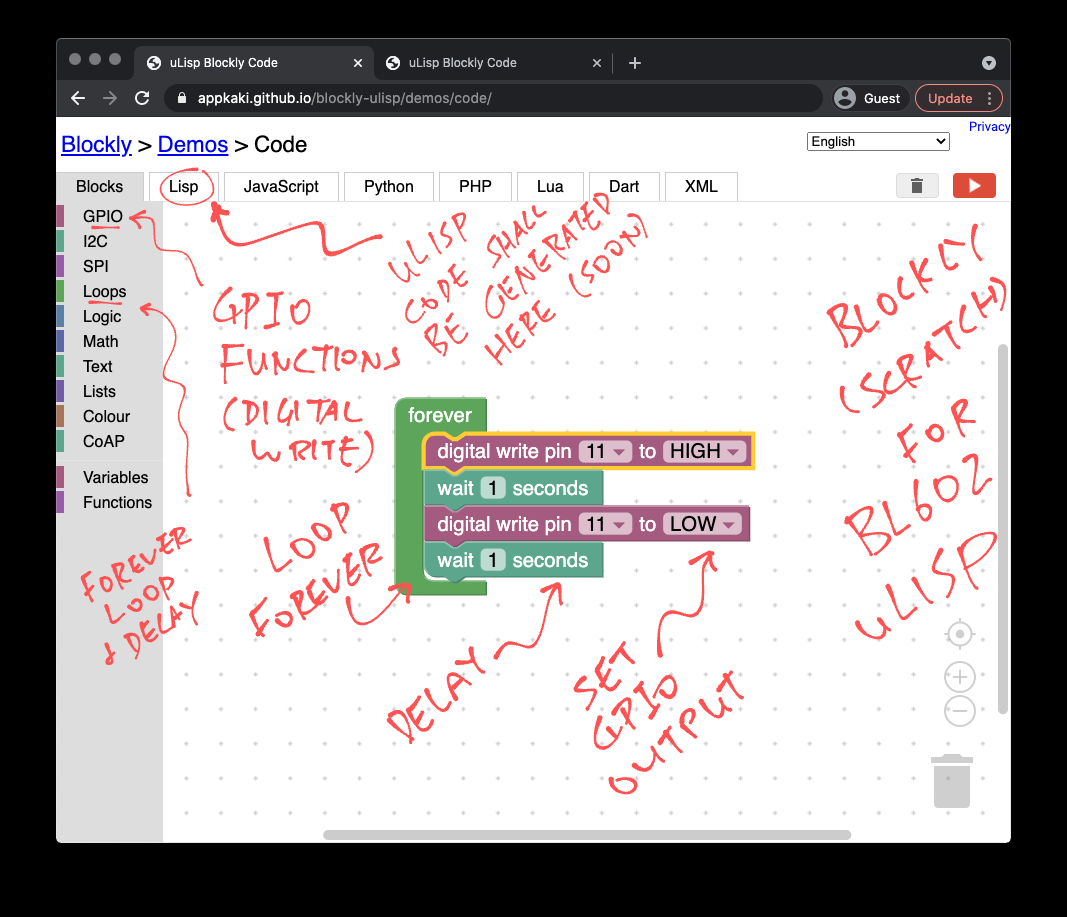 uLisp Blockly Code
uLisp Blockly Code
appkaki.github.io/blockly-ulisp/demos/code/
Guest
Update
Privacy
Blockly > Demos > Code
English
Blocks
Lisp
JavaScript
Python
PHP
Lua
Dart
XML
GPIO
I2C
SPI
Loops
Logic
Math
Text
Lists
Colour
CoAP
Variables
Functions
ULISP
CODE SHALL
BE GENERATED
HERE (SOON)
GPIO
FUNCTIONS
(DIGITAL
WRITE)
BLOCKLY
(SCRATCH)
FOR
BL602
uLISP
forever
digital write pin 11 to HIGH
wait 1 seconds
digital write pin 11 to LOW
wait 1 seconds
LOOP
FOREVER
FOREVER
LOOP
& DELAY
DELAY
SET
GPIO
OUTPUT